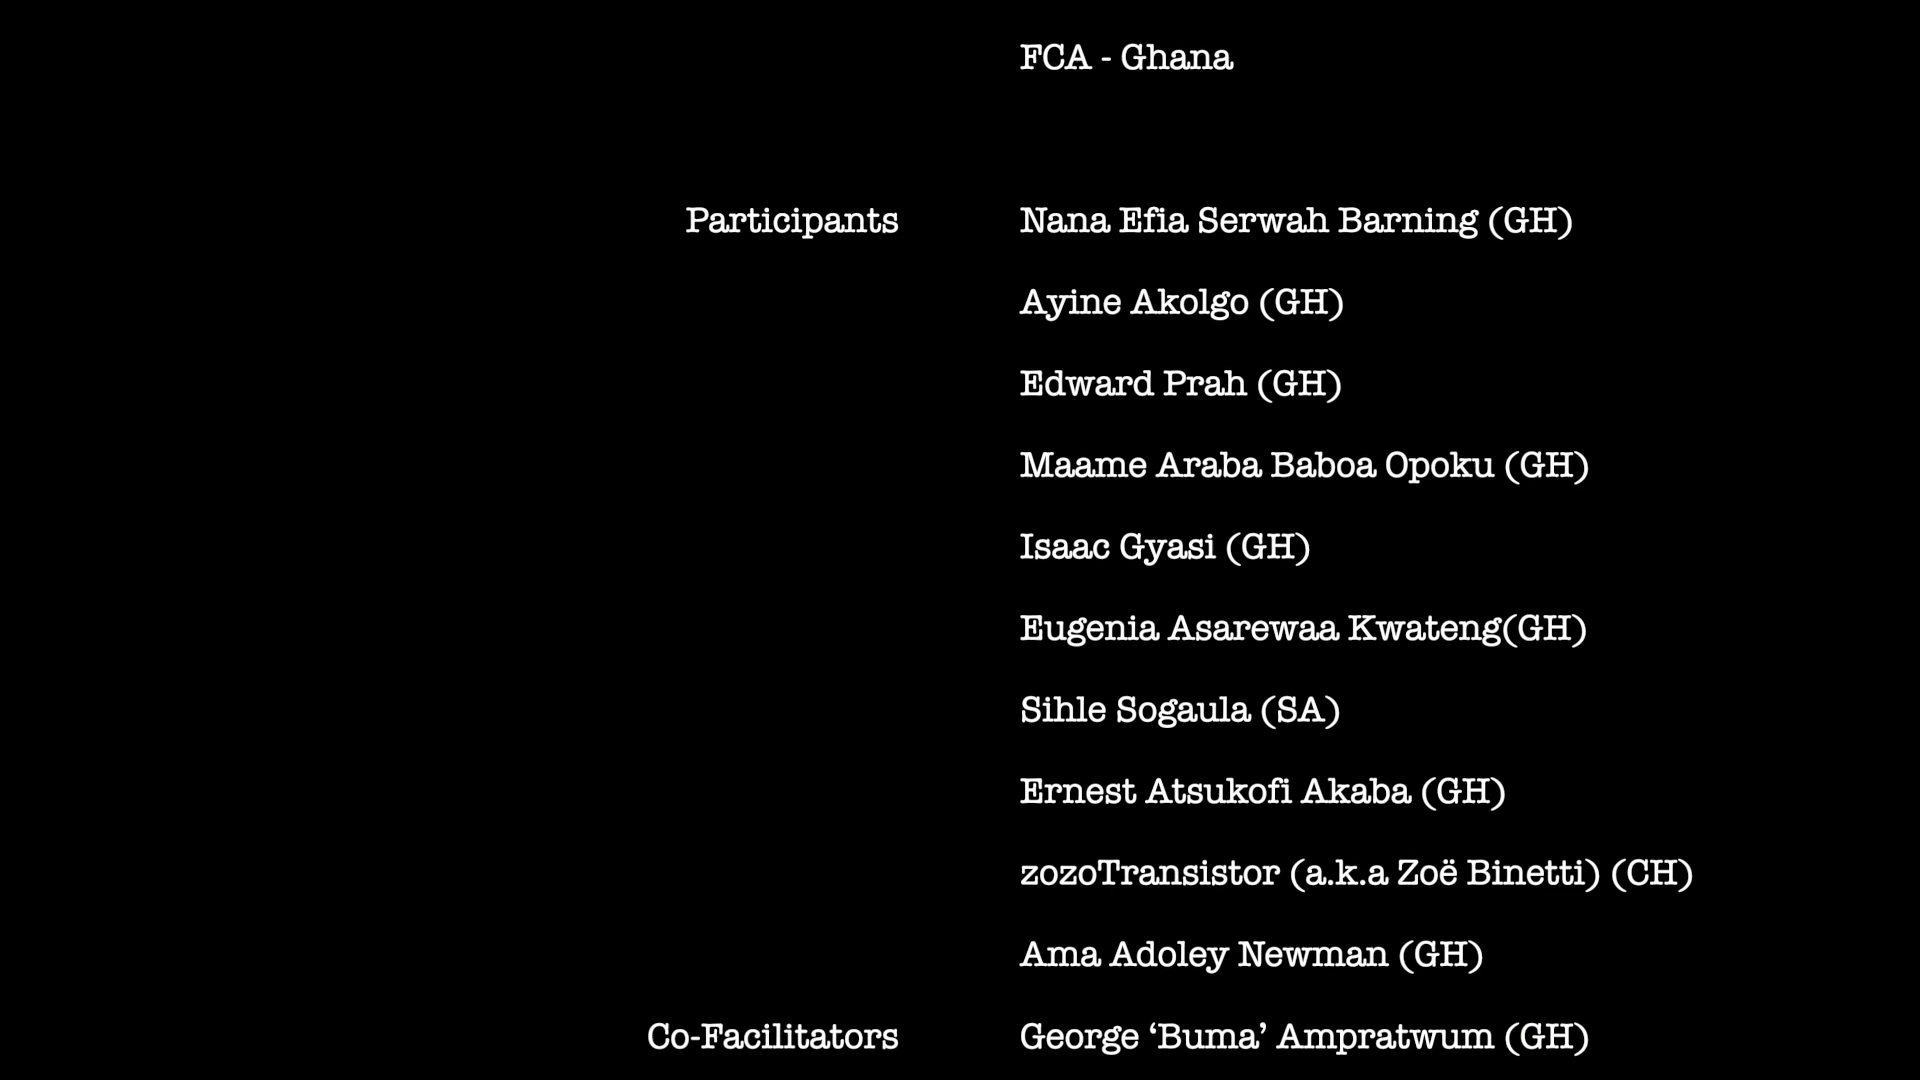 FCA - Ghana
Participants Nana Efia Serwah Barning (GH)
Ayine Akolgo (GH)
Edward Prah (GH)
Maame Araba Baboa Opoku (GH)
Isaac Gyasi (GH)
Eugenia Asarewaa Kwateng(GH)
Sihle Sogaula (SA)
Ernest Atsukofi Akaba (GH)
zozoTransistor (a.k.a Zoë Binetti) (CH)
Ama Adoley Newman (GH)
Co-Facilitators George ‘Buma’ Ampratwum (GH)